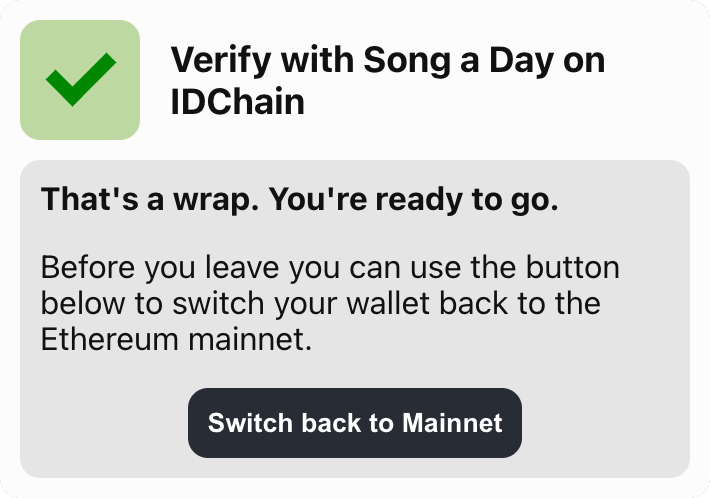 Verify with Song a Day on
IDChain
That's a wrap. You're ready to go.
Before you leave you can use the button
below to switch your wallet back to the
Ethereum mainnet.
Switch back to Mainnet